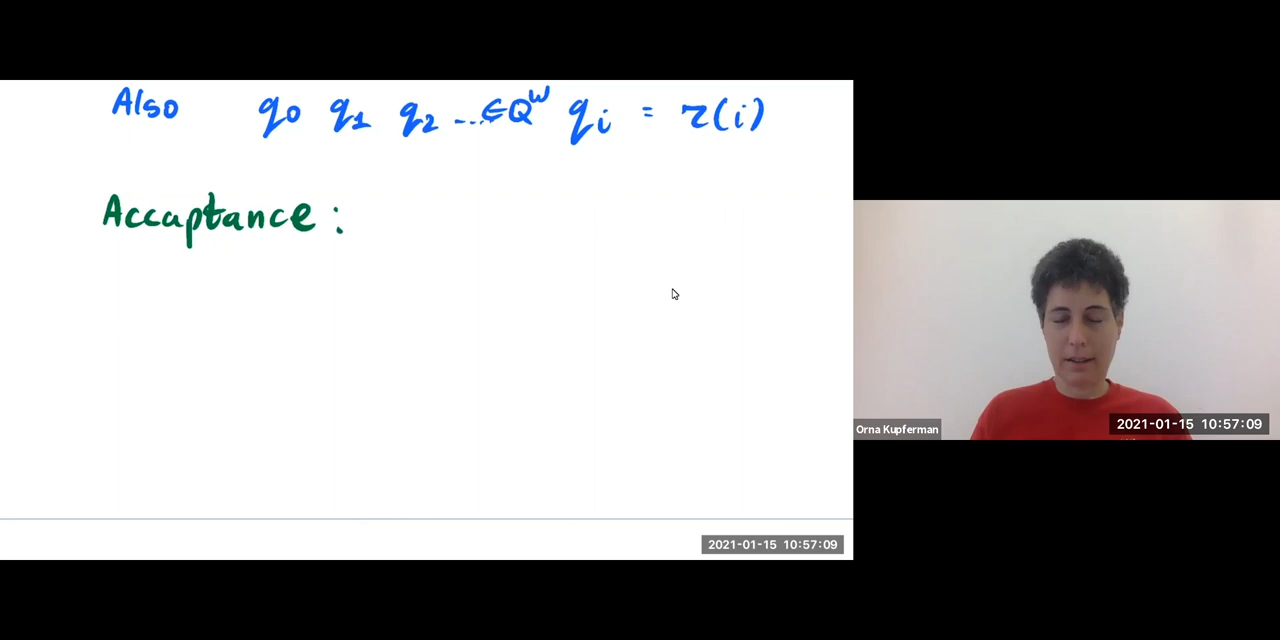 Also q0 q1 q2 ... ∈ Q^ω qi = r(i)
Accaptance:
Orna Kupferman
2021-01-15 10:57:09
2021-01-15 10:57:09